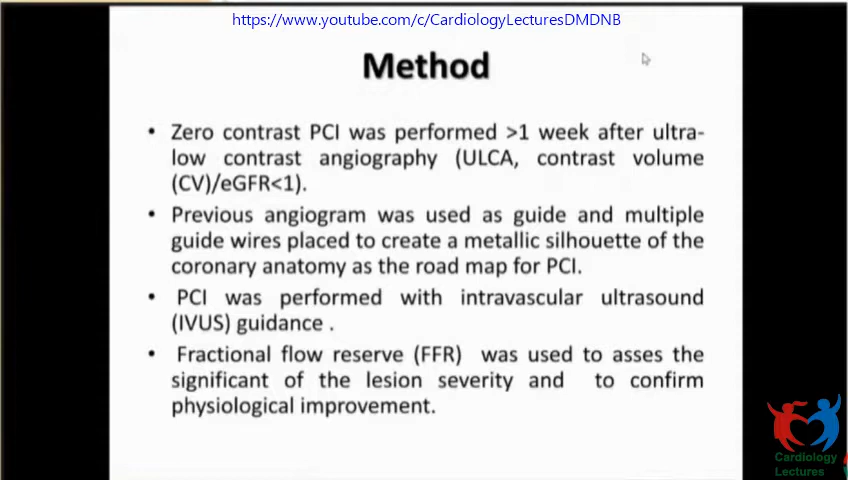 https://www.youtube.com/c/CardiologyLecturesDMDNB
Method
• Zero contrast PCI was performed >1 week after ultra-
low contrast angiography (ULCA, contrast volume
(CV)/eGFR<1).
• Previous angiogram was used as guide and multiple
guide wires placed to create a metallic silhouette of the
coronary anatomy as the road map for PCI.
• PCI was performed with intravascular ultrasound
(IVUS) guidance .
• Fractional flow reserve (FFR) was used to asses the
significant of the lesion severity and to confirm
physiological improvement.
Cardiology
Lectures